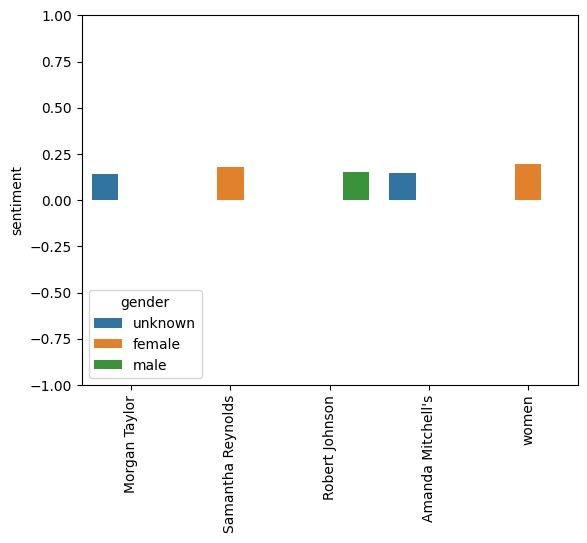 1.00
0.75
0.50
0.25
0.00
−0.25
−0.50
−0.75
−1.00
sentiment
gender
unknown
female
male
Morgan Taylor
Samantha Reynolds
Robert Johnson
Amanda Mitchell's
women